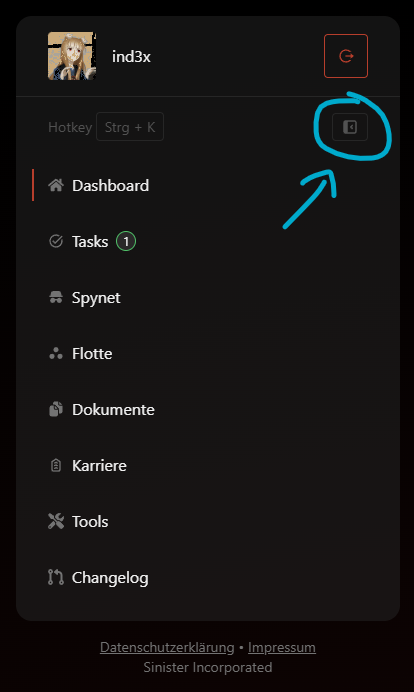 ind3x
Hotkey Strg + K
Dashboard
Tasks 1
Spynet
Flotte
Dokumente
Karriere
Tools
Changelog
Datenschutzerklärung • Impressum
Sinister Incorporated